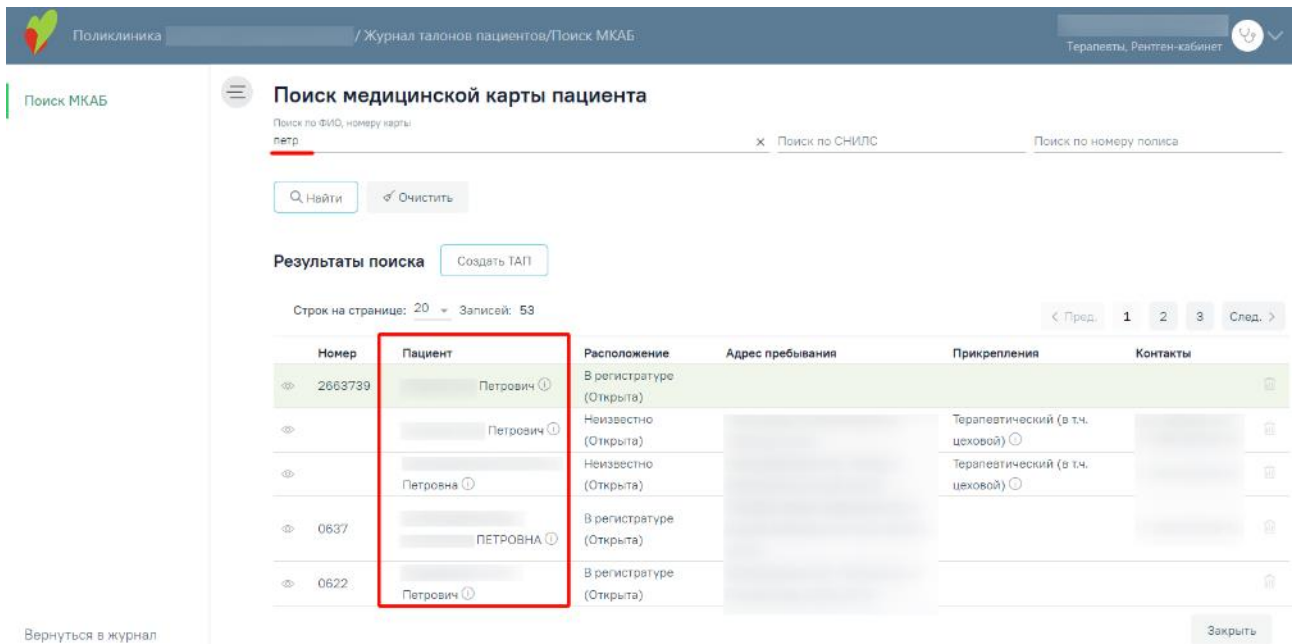 Поликлиника / Журнал талонов пациентов/Поиск МКАБ
Терапевты, Рентген-кабинет
Поиск МКАБ
Поиск медицинской карты пациента
Поиск по ФИО, номеру карты
петр
Поиск по СНИЛС
Поиск по номеру полиса
Найти
Очистить
Результаты поиска
Создать ТАП
Строк на странице: 20 Записей: 53
< Пред. 1 2 3 След. >
Номер Пациент Расположение Адрес пребывания Прикрепления Контакты
2663739 Петрович В регистратуре
(Открыта)
Петрович Неизвестно Терапевтический (в т.ч.
(Открыта) цеховой)
Неизвестно Терапевтический (в т.ч.
Петровна (Открыта) цеховой)
0637 В регистратуре
ПЕТРОВНА (Открыта)
0622 В регистратуре
Петрович (Открыта)
Вернуться в журнал
Закрыть